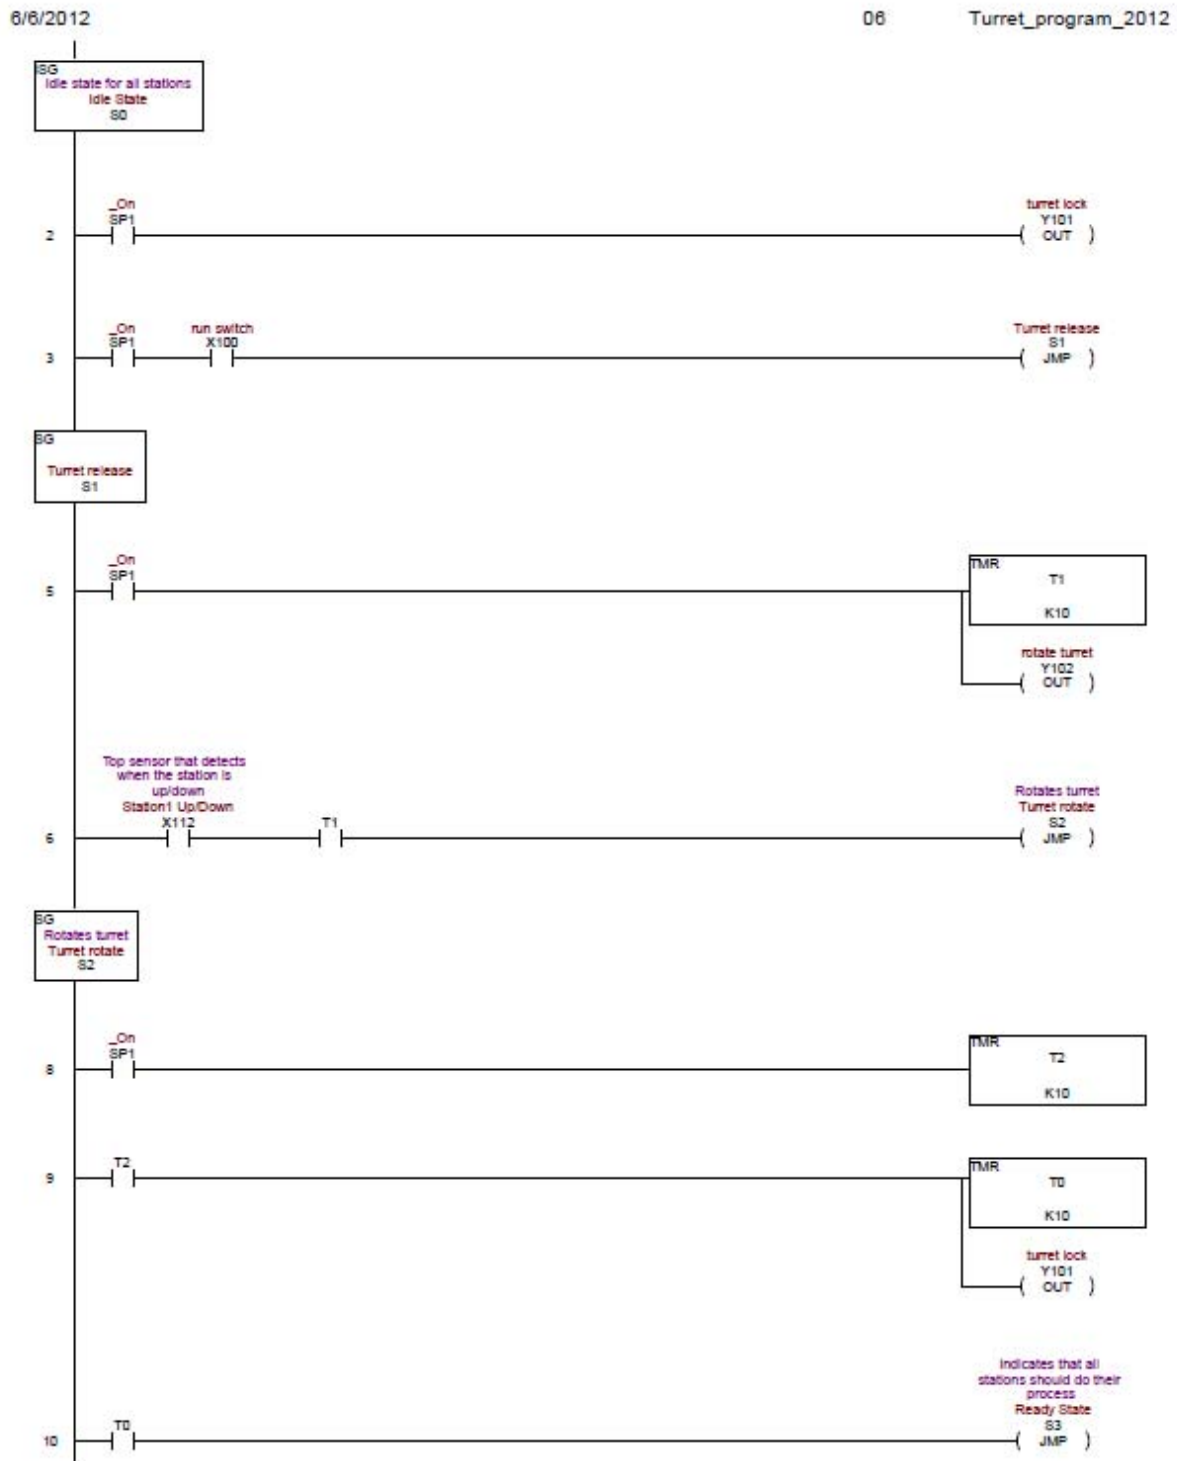 6/6/2012 06 Turret_program_2012
ISG
Idle state for all stations
Idle State
S0
_On
SP1
turret lock
Y101
2
OUT
_On
SP1
run switch
X100
Turret release
S1
3
JMP
SG
Turret release
S1
_On
SP1
TMR
T1
5
K10
rotate turret
Y102
OUT
Top sensor that detects
when the station is
up/down
Station1 Up/Down
X112
T1
Rotates turret
Turret rotate
S2
6
JMP
SG
Rotates turret
Turret rotate
S2
_On
SP1
TMR
T2
8
K10
T2
TMR
9
T0
K10
turret lock
Y101
OUT
Indicates that all
stations should do their
process
Ready State
T0
S3
10
JMP